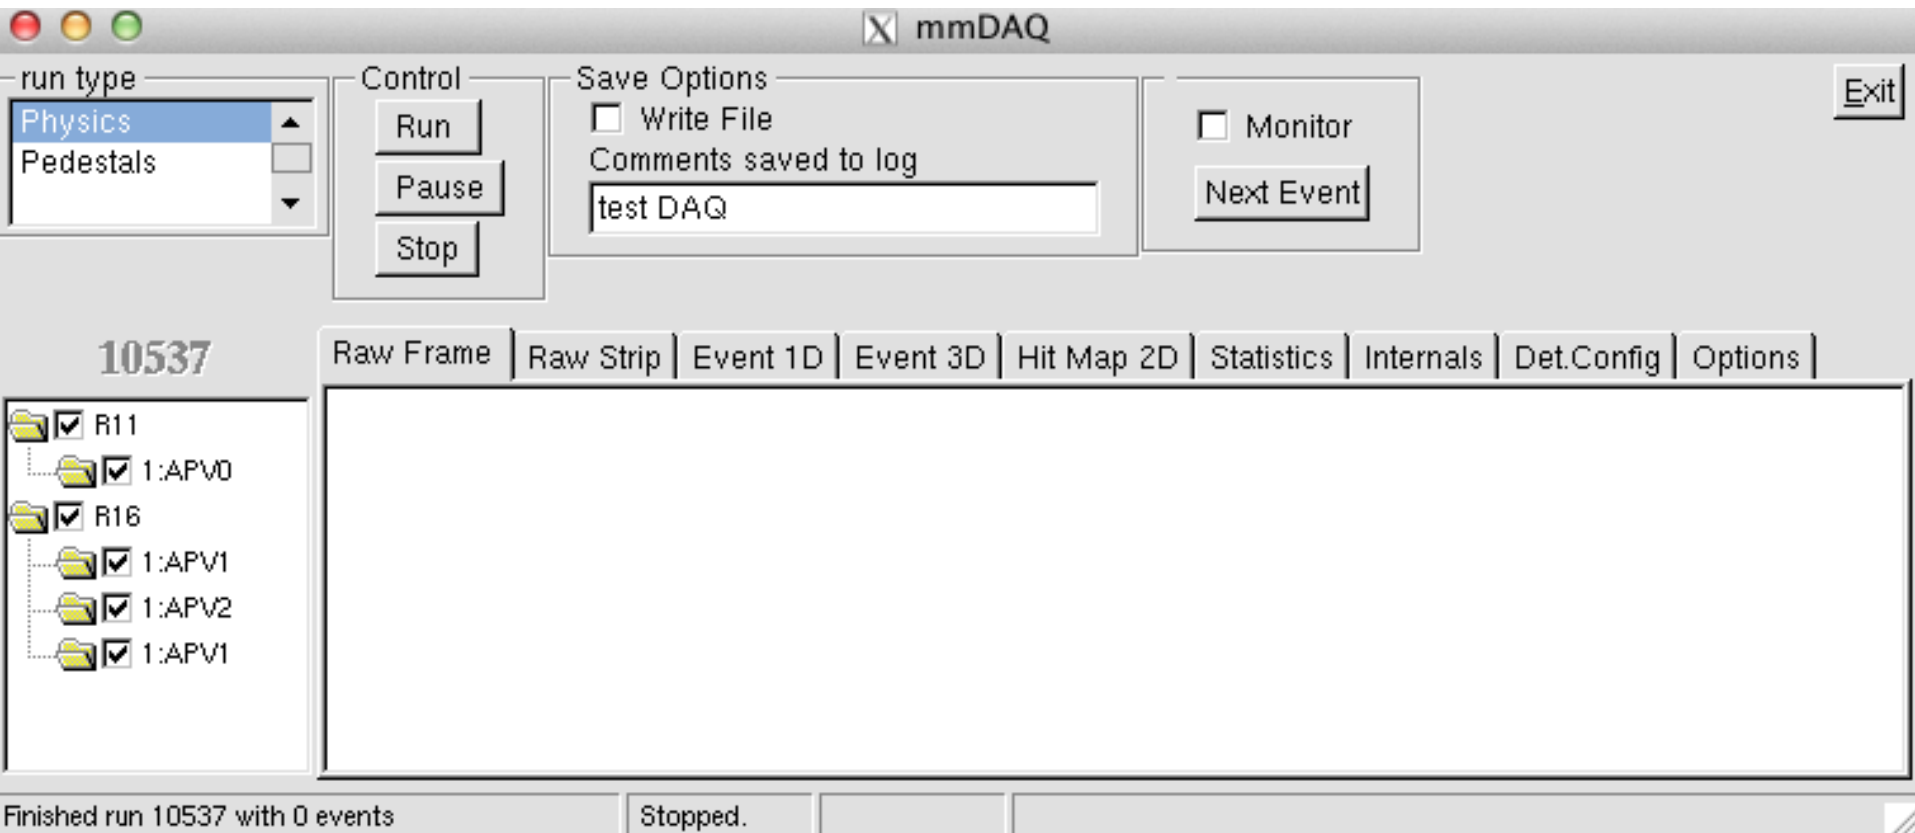 mmDAQ
run type
Physics
Pedestals
Control
Run
Pause
Stop
Save Options
Write File
Comments saved to log
test DAQ
Monitor
Next Event
Exit
10537
Raw Frame Raw Strip Event 1D Event 3D Hit Map 2D Statistics Internals Det.Config Options
R11
1:APV0
R16
1:APV1
1:APV2
1:APV1
Finished run 10537 with 0 events Stopped.